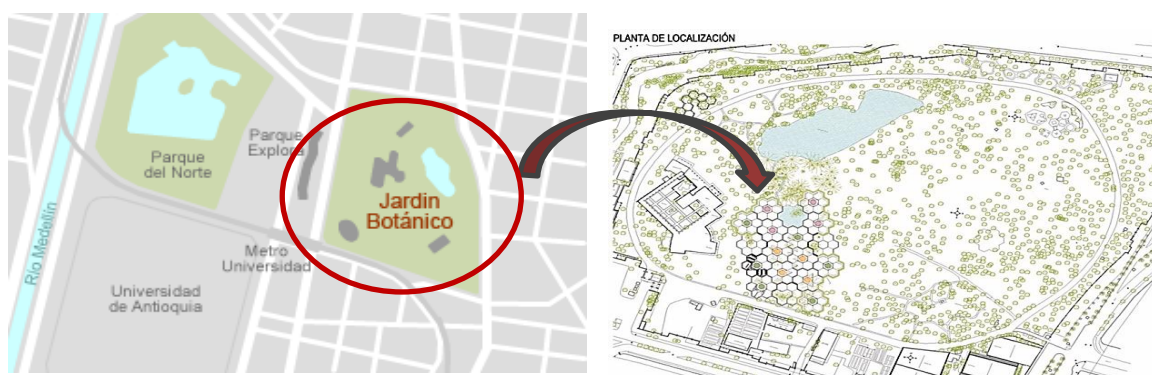 PLANTA DE LOCALIZACIÓN
Parque
Explora
Parque
del Norte
Jardin
Botánico
Río Medellín
Metro
Universidad
Universidad
de Antioquia